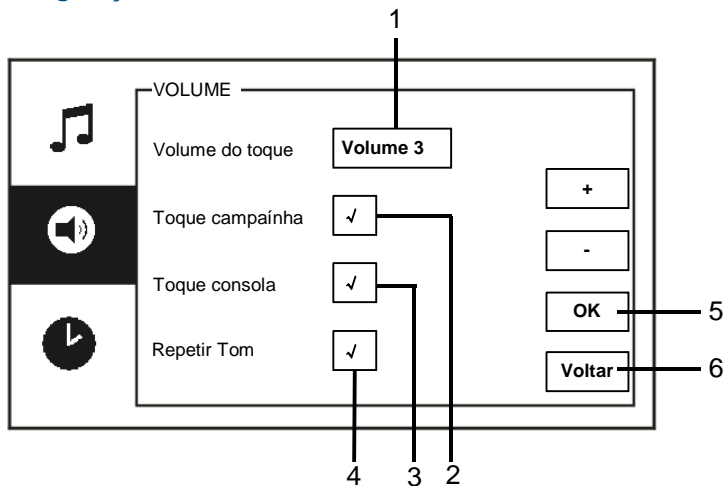 1
VOLUME
Volume do toque Volume 3
+
Toque campaínha √
-
Toque consola √
OK 5
Repetir Tom √
Voltar 6
4 3 2